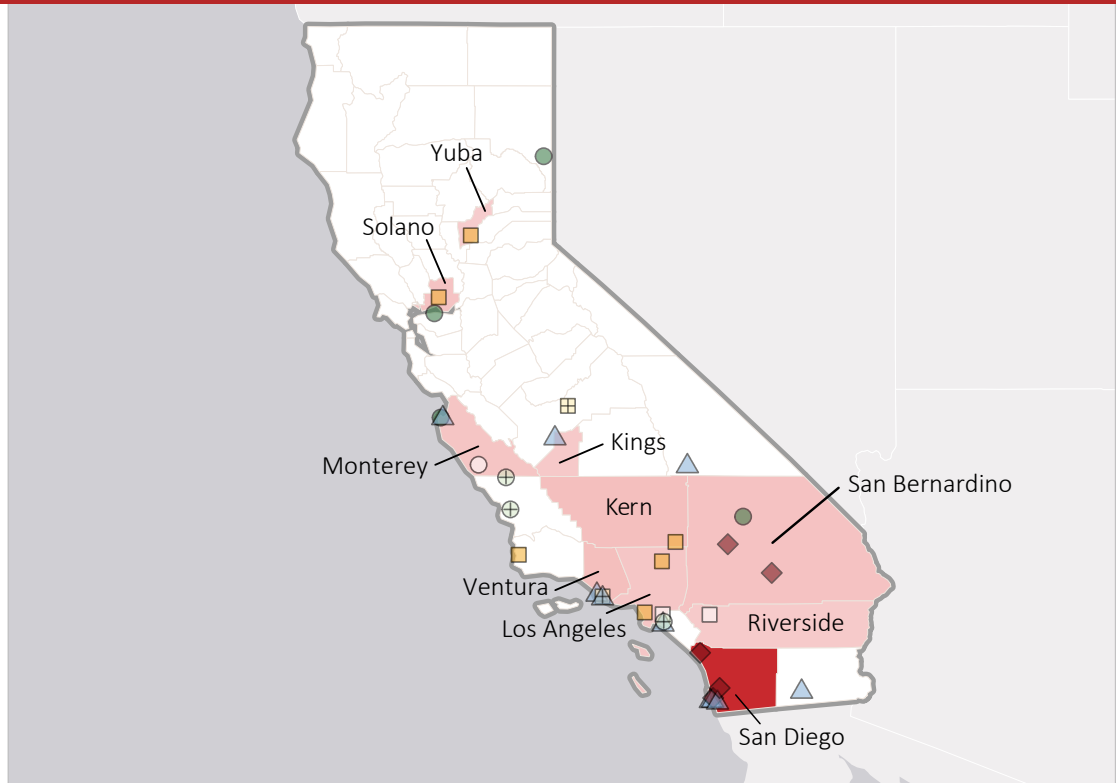 Yuba
Solano
Monterey
Kings
San Bernardino
Kern
Ventura
Los Angeles
Riverside
San Diego